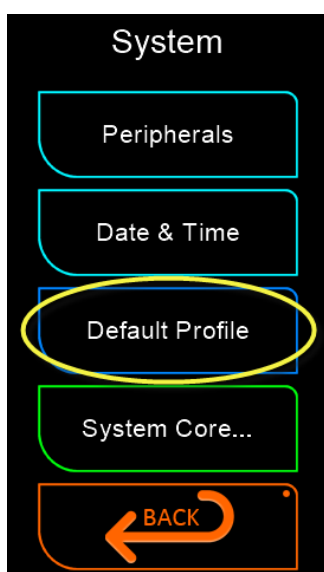 System
Peripherals
Date & Time
Default Profile
System Core...
BACK